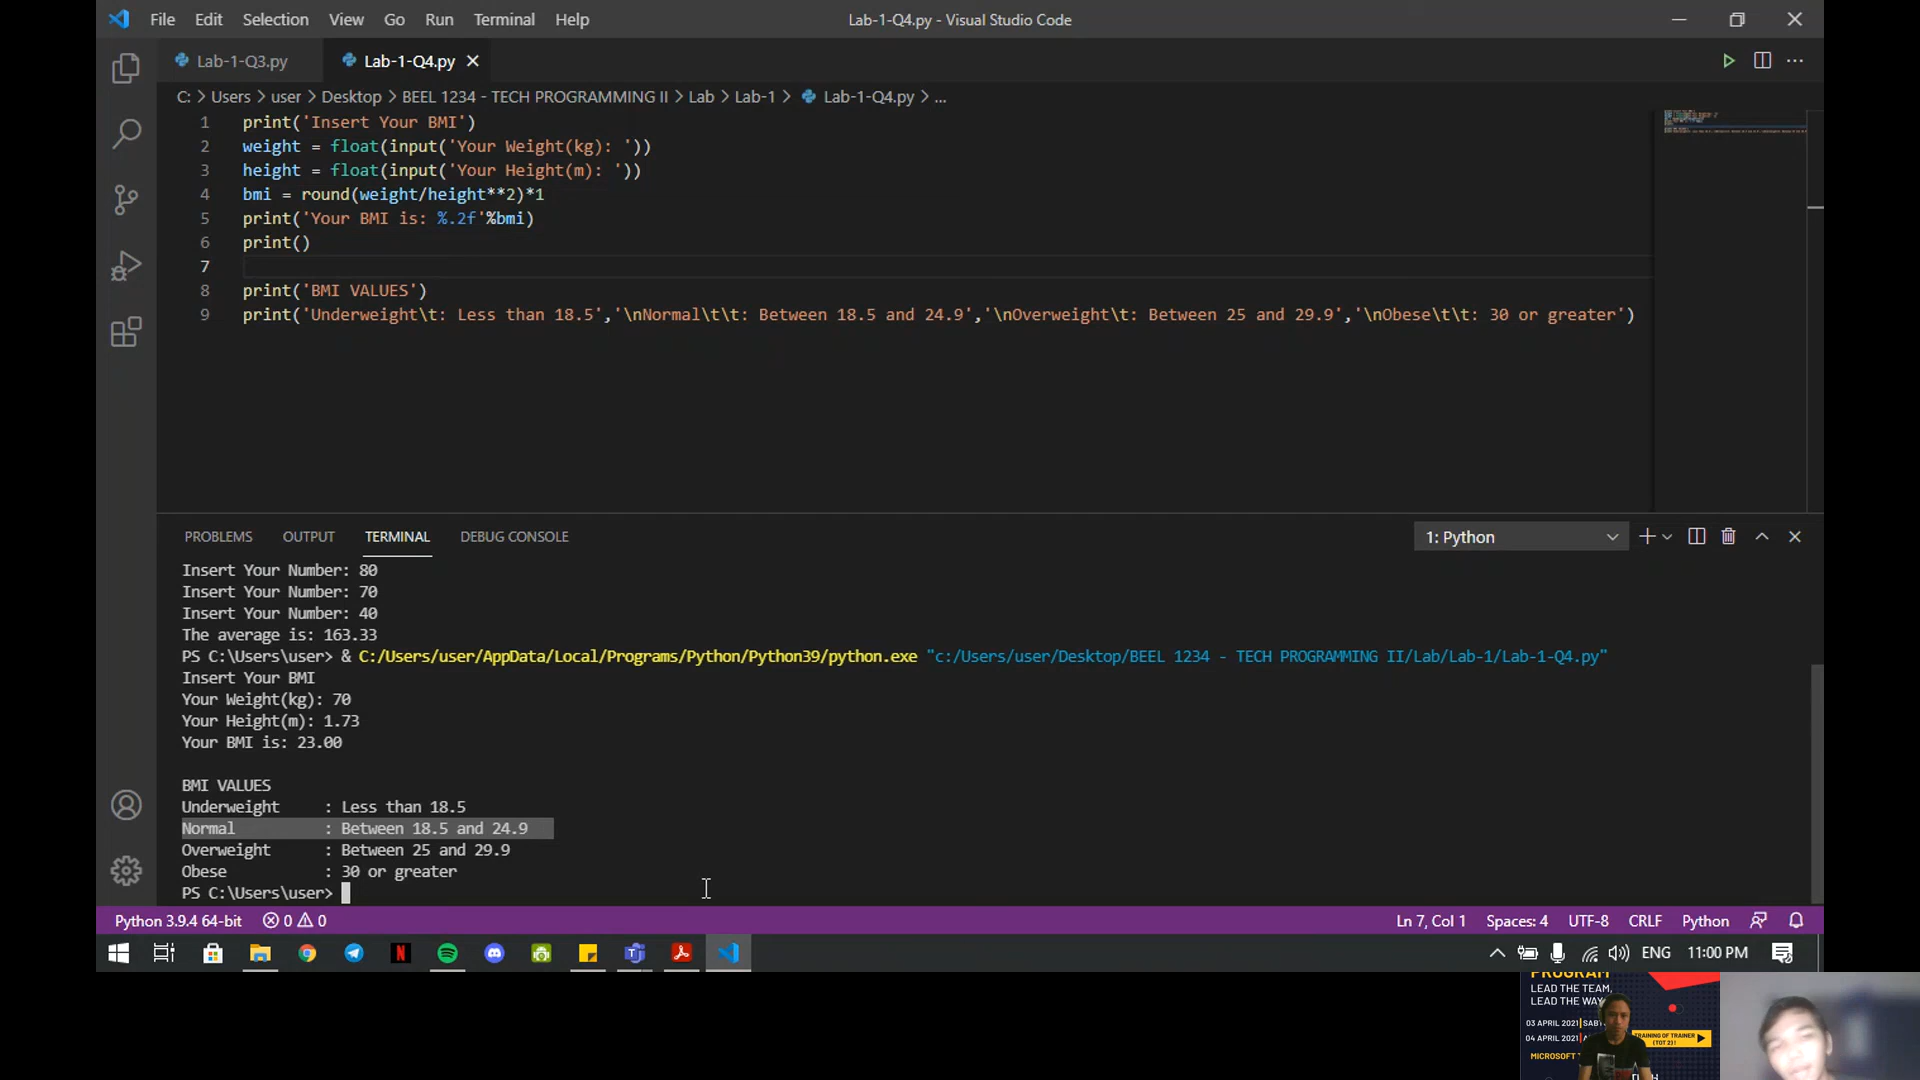 File Edit Selection View Go Run Terminal Help
Lab-1-Q4.py - Visual Studio Code
Lab-1-Q3.py
Lab-1-Q4.py
C: > Users > user > Desktop > BEEL 1234 - TECH PROGRAMMING II > Lab > Lab-1 > Lab-1-Q4.py > ...
1 print('Insert Your BMI')
2 weight = float(input('Your Weight(kg): '))
3 height = float(input('Your Height(m): '))
4 bmi = round(weight/height**2)*1
5 print('Your BMI is: %.2f'%bmi)
6 print()
7
8 print('BMI VALUES')
9 print('Underweight\t: Less than 18.5','\nNormal\t\t: Between 18.5 and 24.9','\nOverweight\t: Between 25 and 29.9','\nObese\t\t: 30 or greater')
PROBLEMS OUTPUT TERMINAL DEBUG CONSOLE
1: Python
Insert Your Number: 80
Insert Your Number: 70
Insert Your Number: 40
The average is: 163.33
PS C:\Users\user> & C:/Users/user/AppData/Local/Programs/Python/Python39/python.exe "c:/Users/user/Desktop/BEEL 1234 - TECH PROGRAMMING II/Lab/Lab-1/Lab-1-Q4.py"
Insert Your BMI
Your Weight(kg): 70
Your Height(m): 1.73
Your BMI is: 23.00
BMI VALUES
Underweight : Less than 18.5
Normal : Between 18.5 and 24.9
Overweight : Between 25 and 29.9
Obese : 30 or greater
PS C:\Users\user>
Python 3.9.4 64-bit 0 0
Ln 7, Col 1 Spaces: 4 UTF-8 CRLF Python
ENG 11:00 PM
PROGRAM
LEAD THE TEAM,
LEAD THE WAY
03 APRIL 2021
04 APRIL 2021
TRAINING OF TRAINER
(TOT 2) !
MICROSOFT